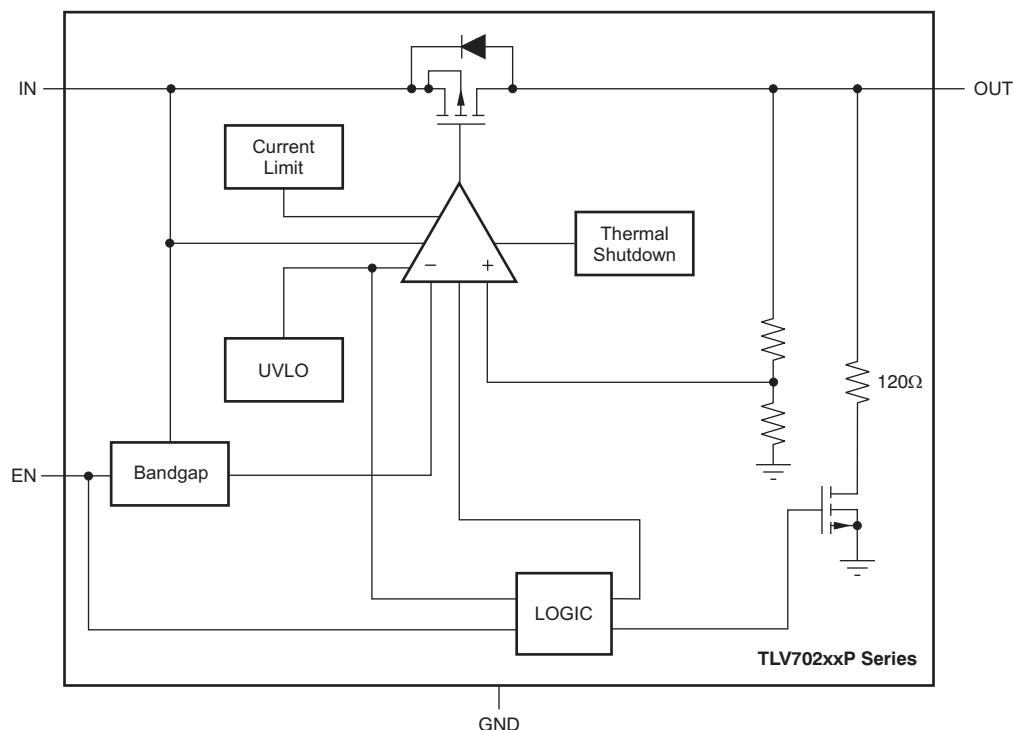 IN
OUT
Current
Limit
Thermal
Shutdown
− +
UVLO
120Ω
EN
Bandgap
LOGIC
TLV702xxP Series
GND